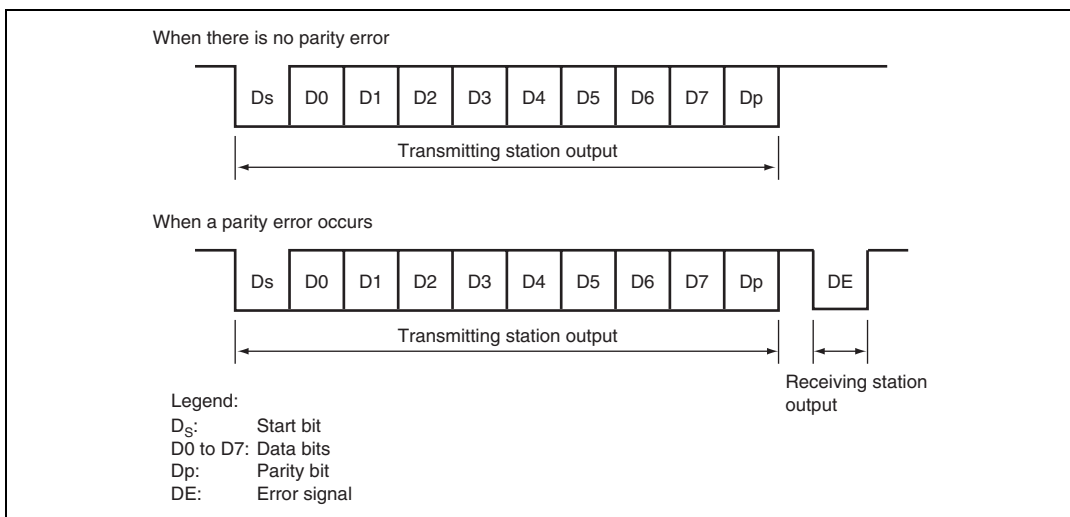 When there is no parity error
Ds D0 D1 D2 D3 D4 D5 D6 D7 Dp
Transmitting station output
When a parity error occurs
Ds D0 D1 D2 D3 D4 D5 D6 D7 Dp DE
Transmitting station output
Receiving station
output
Legend:
DS: Start bit
D0 to D7: Data bits
Dp: Parity bit
DE: Error signal